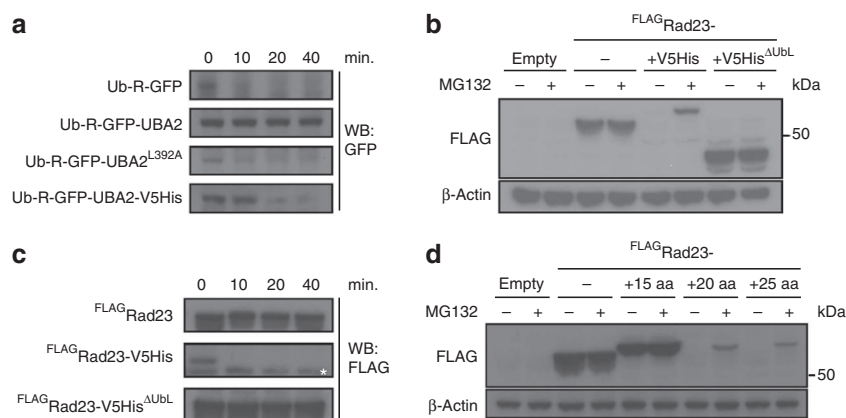 a
0 10 20 40 min.
Ub-R-GFP
Ub-R-GFP-UBA2
Ub-R-GFP-UBA2L392A
Ub-R-GFP-UBA2-V5His
WB:
GFP
b
FLAGRad23-
Empty – +V5His +V5HisΔUbL
MG132 – + – + – + – + kDa
FLAG
50
β-Actin
c
0 10 20 40 min.
FLAGRad23
FLAGRad23-V5His
*
FLAGRad23-V5HisΔUbL
WB:
FLAG
d
FLAGRad23-
Empty – +15 aa +20 aa +25 aa
MG132 – + – + – + – + – + kDa
FLAG
50
β-Actin